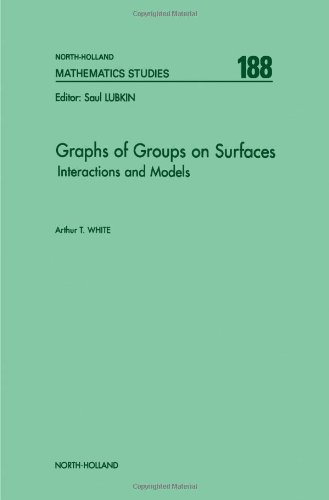 NORTH-HOLLAND
MATHEMATICS STUDIES 188
Editor: Saul LUBKIN
Graphs of Groups on Surfaces
Interactions and Models
Arthur T. WHITE
NORTH-HOLLAND